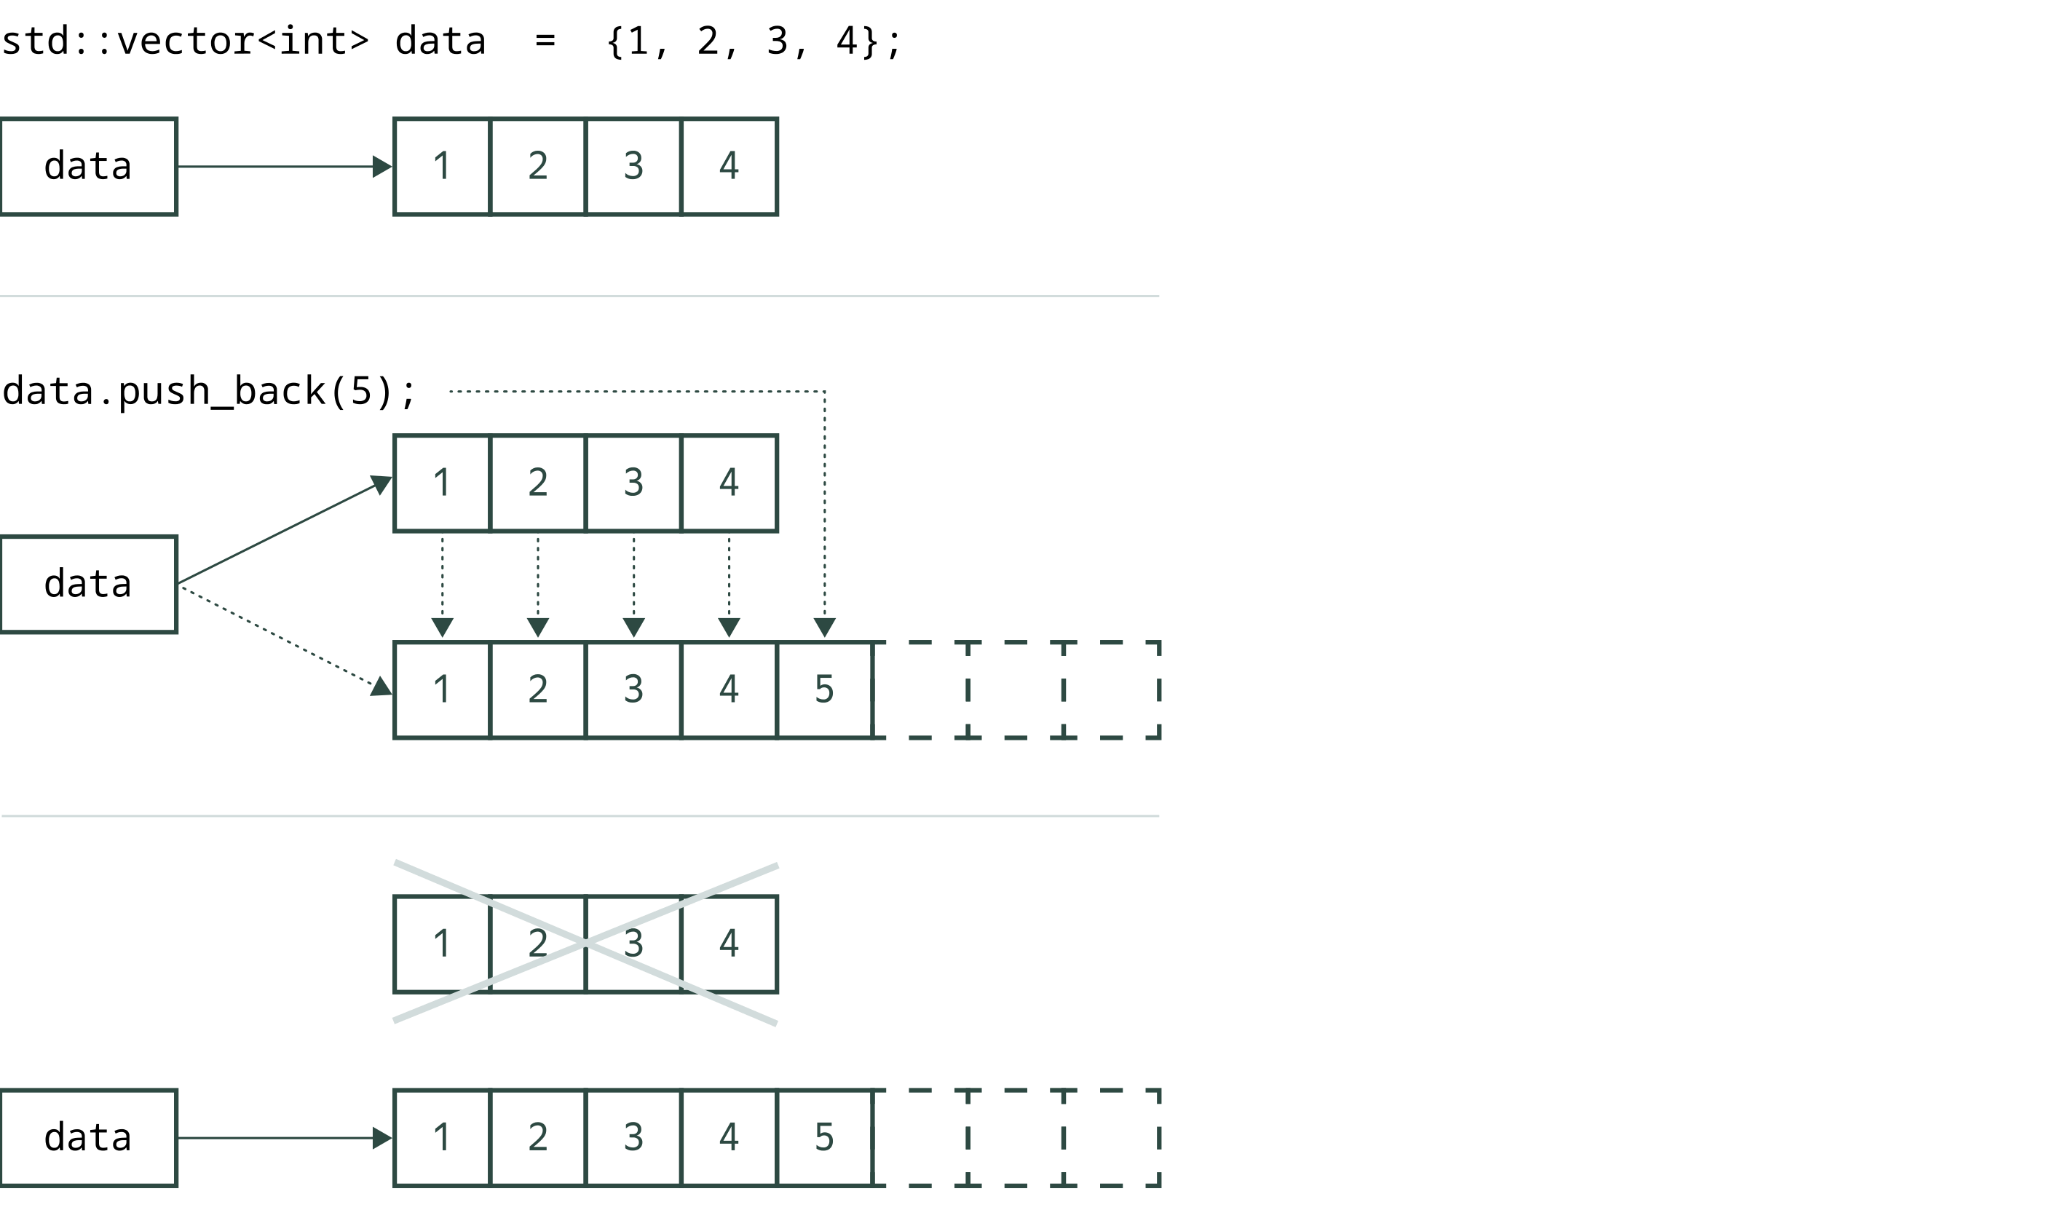 std::vector<int> data  =  {1, 2, 3, 4};
data 1 2 3 4
data.push_back(5);
1 2 3 4
data
1 2 3 4 5
1 2 3 4
data 1 2 3 4 5